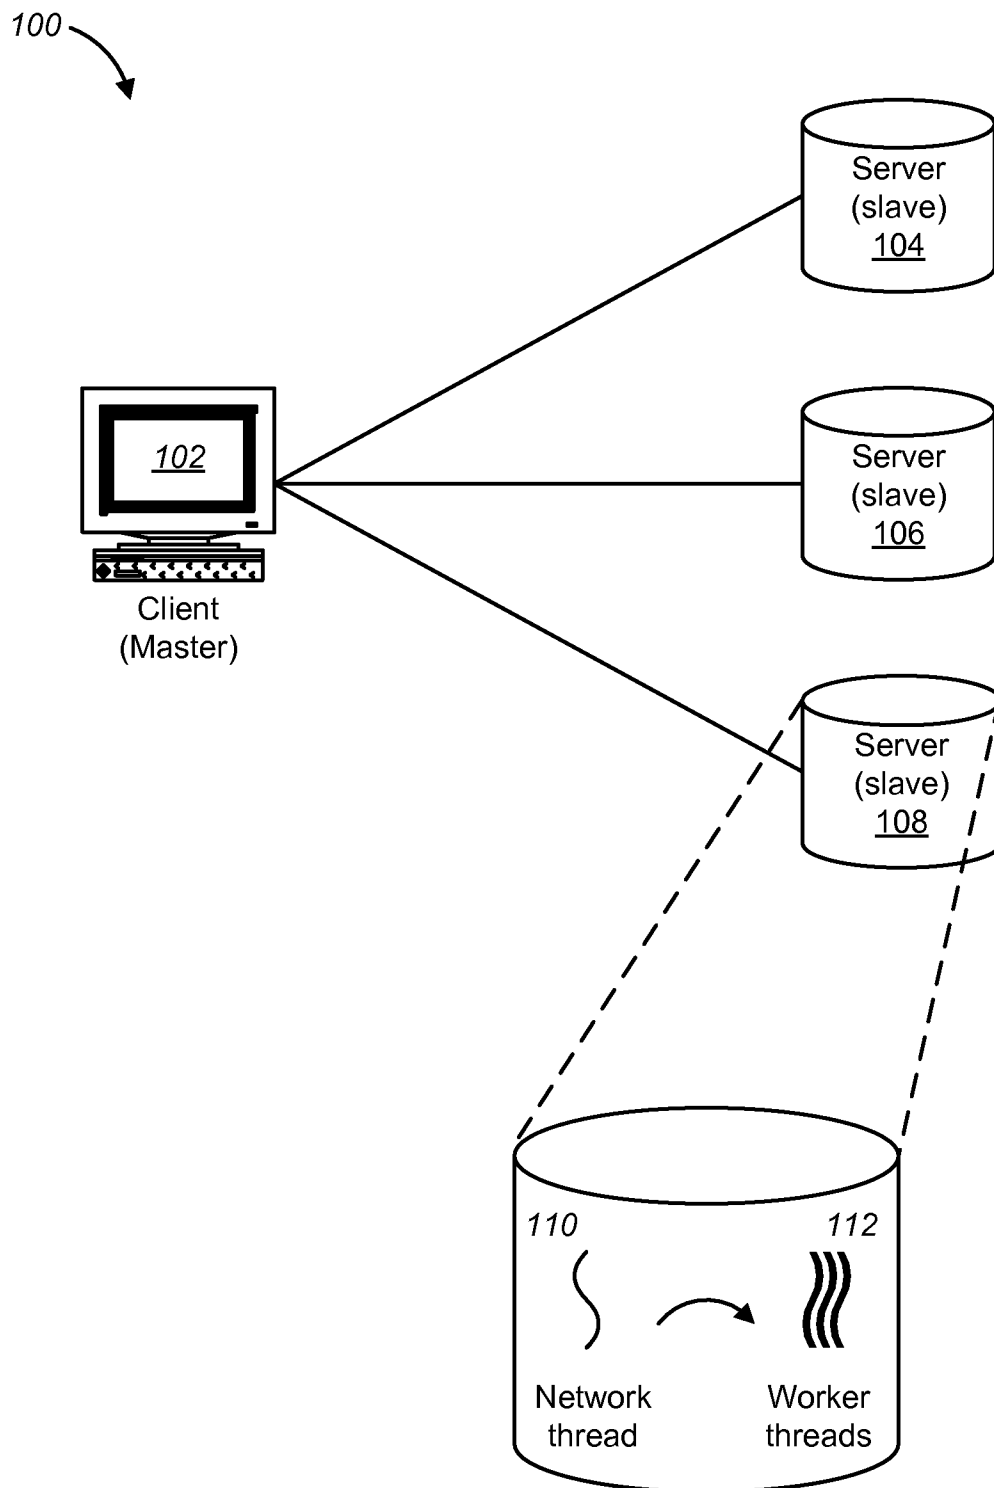 100
Server
(slave)
104
102
Client
(Master)
Server
(slave)
106
Server
(slave)
108
110
112
Network
thread
Worker
threads